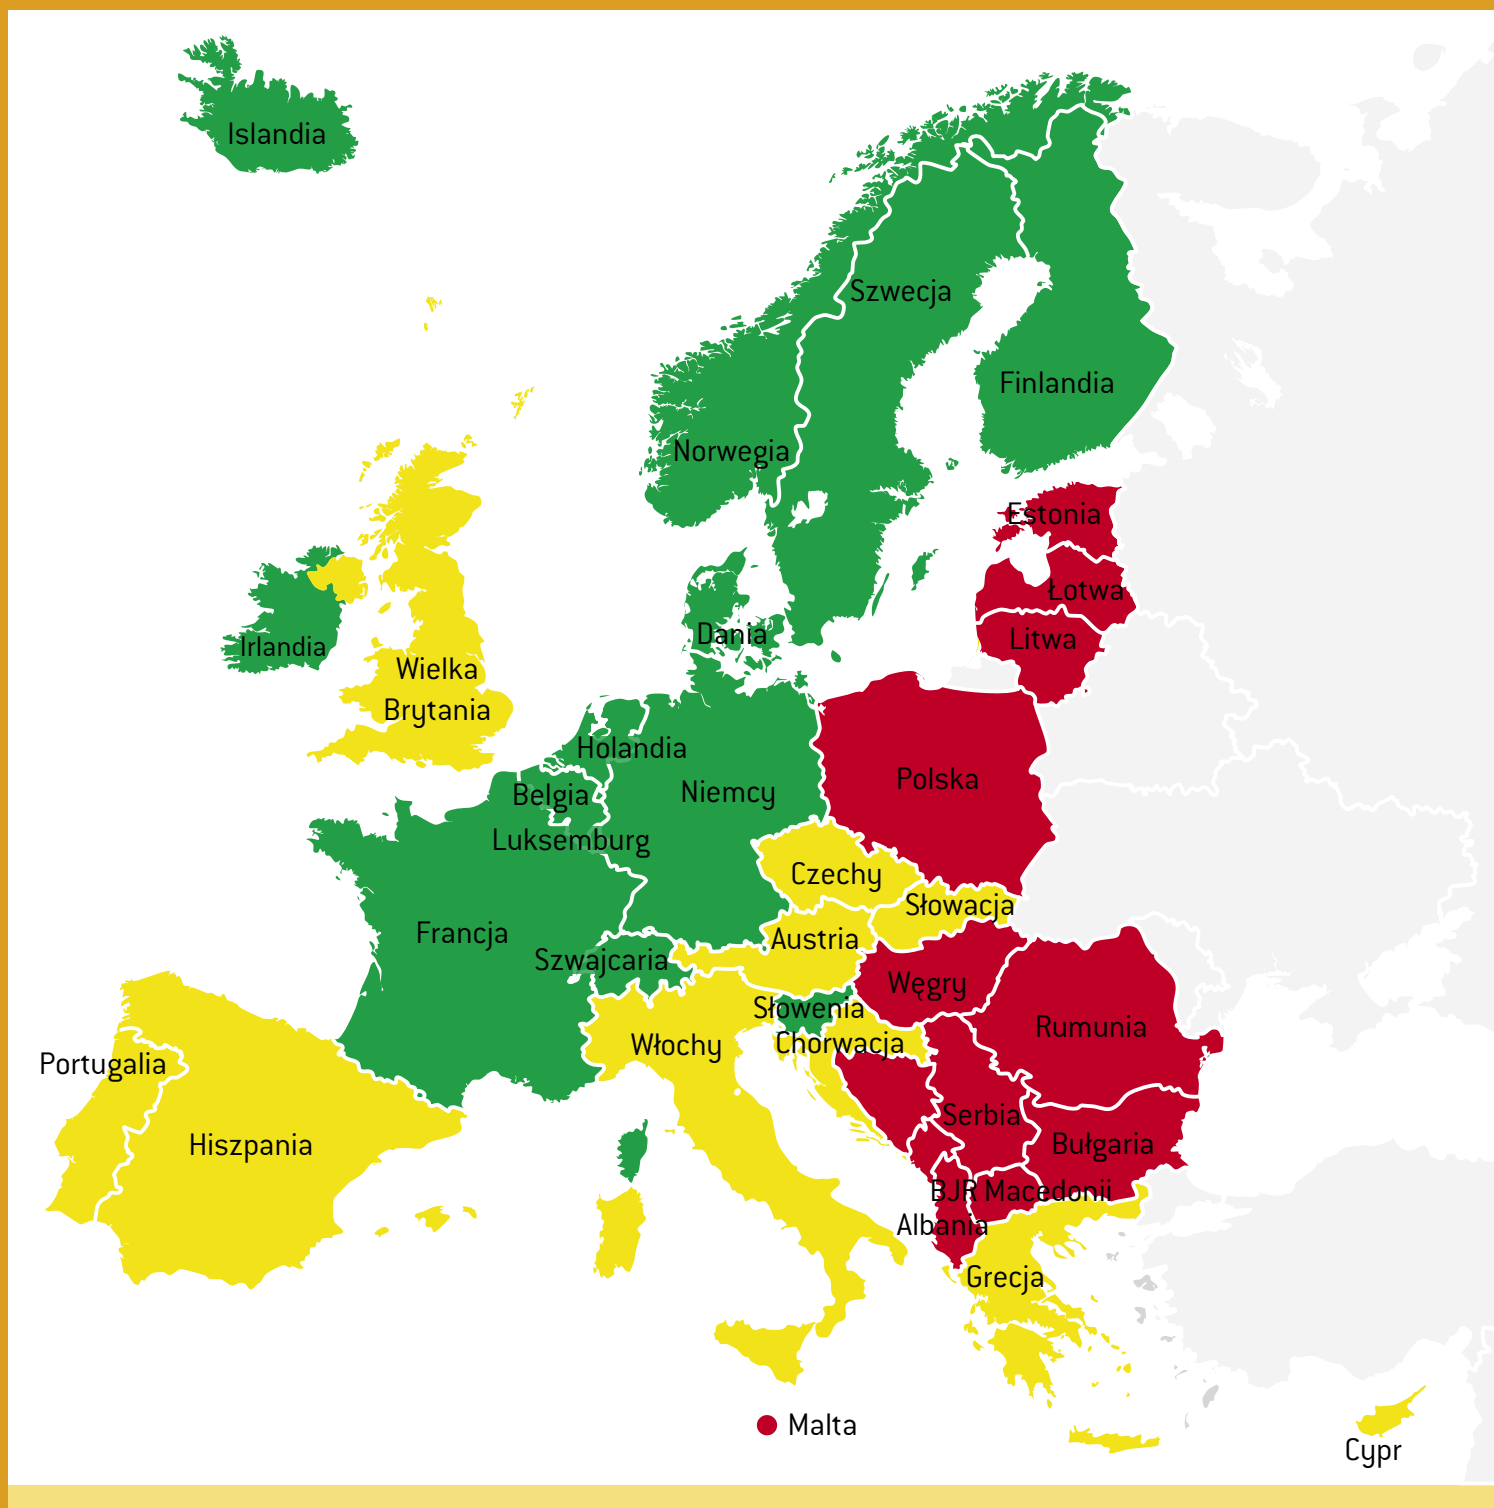 Islandia
Szwecja
Finlandia
Norwegia
Estonia
Łotwa
Dania
Litwa
Irlandia
Wielka
Brytania
Holandia
Polska
Niemcy
Belgia
Luksemburg
Czechy
Słowacja
Francja
Austria
Szwajcaria
Węgry
Słowenia
Rumunia
Chorwacja
Włochy
Portugalia
Serbia
Hiszpania
Bułgaria
BJR Macedonii
Albania
Grecja
Malta
Cypr